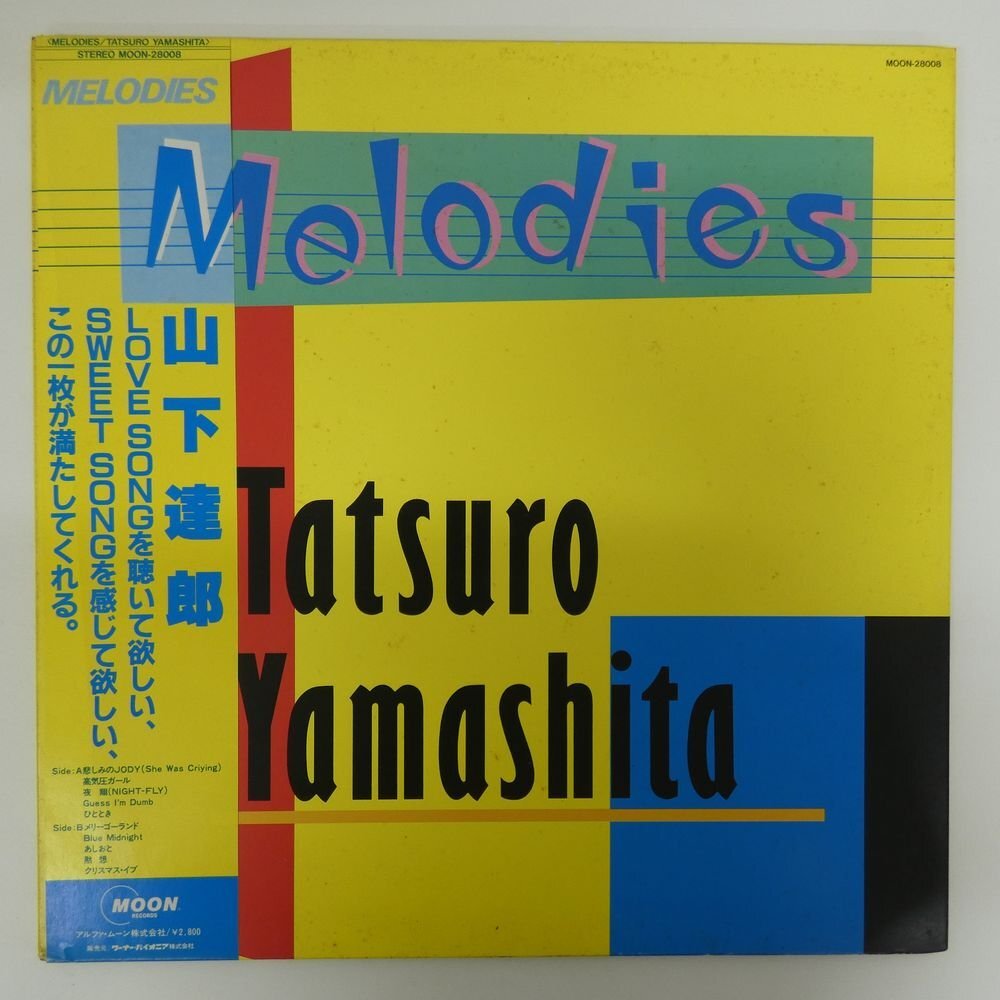 <MELODIES/TATSURO YAMASHITA>
STEREO MOON-28008
MELODIES
MOON-28008
Melodies
山下達郎
LOVE SONGを聴いて欲しい、
SWEET SONGを感じて欲しい、
この一枚が満たしてくれる。
Tatsuro
Yamashita
Side:A悲しみのJODY(She Was Criying)
高気圧ガール
夜 翔(NIGHT-FLY)
Guess I'm Dumb
ひととき
Side:Bメリー・ゴーランド
Blue Midnight
あしおと
黙 想
クリスマス・イブ
MOON
RECORDS
アルファ・ムーン株式会社/¥2,800
販売元 ワーナー・パイオニア株式会社